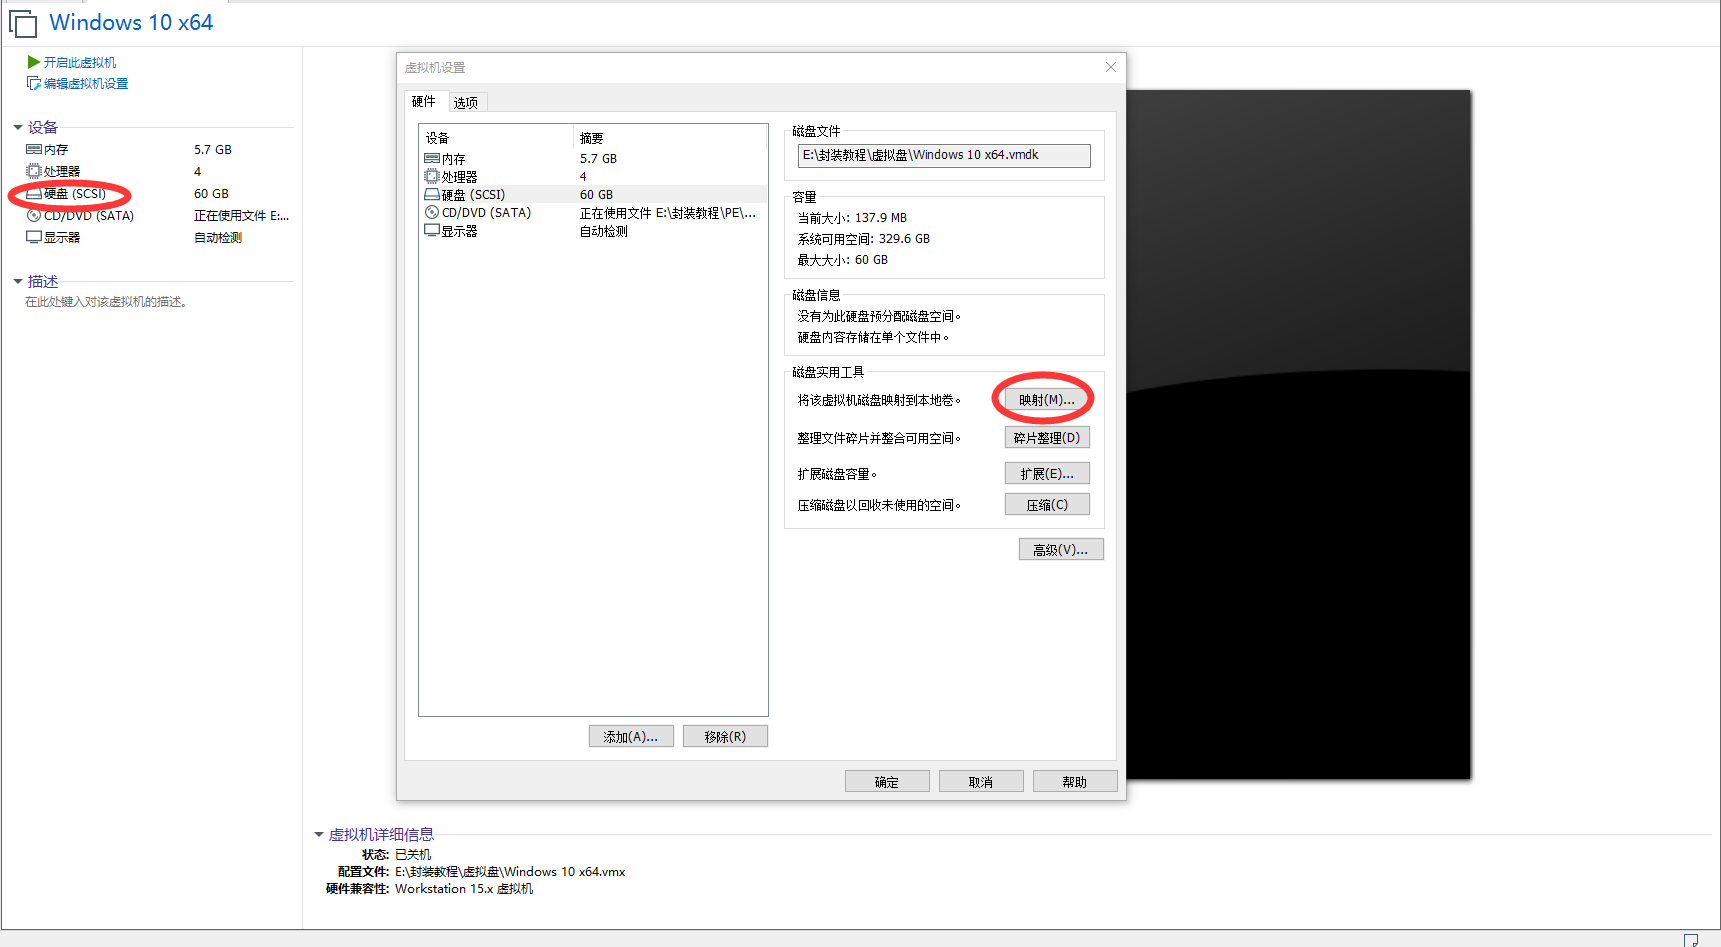 Windows 10 x64
开启此虚拟机
编辑虚拟机设置
设备
内存 5.7 GB
处理器 4
硬盘 (SCSI) 60 GB
CD/DVD (SATA) 正在使用文件 E:...
显示器 自动检测
描述
在此处键入对该虚拟机的描述。
虚拟机设置
硬件 选项
设备 摘要
内存 5.7 GB
处理器 4
硬盘 (SCSI) 60 GB
CD/DVD (SATA) 正在使用文件 E:\封装教程\PE\...
显示器 自动检测
添加(A)... 移除(R)
磁盘文件
E:\封装教程\虚拟盘\Windows 10 x64.vmdk
容量
当前大小: 137.9 MB
系统可用空间: 329.6 GB
最大大小: 60 GB
磁盘信息
没有为此硬盘预分配磁盘空间。
硬盘内容存储在单个文件中。
磁盘实用工具
将该虚拟机磁盘映射到本地卷。 映射(M)...
整理文件碎片并整合可用空间。 碎片整理(D)
扩展磁盘容量。 扩展(E)...
压缩磁盘以回收未使用的空间。 压缩(C)
高级(V)...
确定 取消 帮助
虚拟机详细信息
状态: 已关机
配置文件: E:\封装教程\虚拟盘\Windows 10 x64.vmx
硬件兼容性: Workstation 15.x 虚拟机